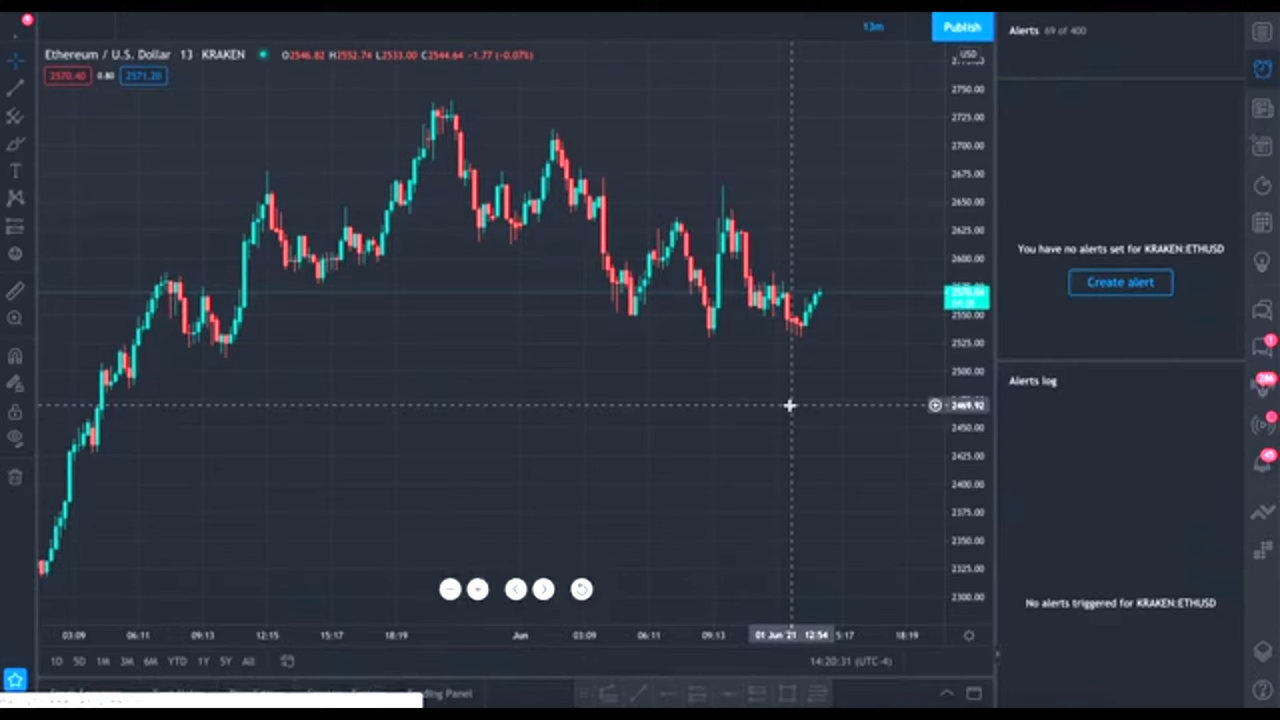 13m
Publish
Alerts 69 of 400
Ethereum / U.S. Dollar 13 KRAKEN O2546.82 H2552.74 L2533.00 C2544.64 -1.77 (-0.07%)
USD
2570.40 0.80 2571.20
2750.00
2725.00
2700.00
2675.00
2650.00
2625.00
2600.00
2550.00
2525.00
2500.00
2469.92
2450.00
2425.00
2400.00
2375.00
2350.00
2325.00
2300.00
You have no alerts set for KRAKEN:ETHUSD
Create alert
Alerts log
No alerts triggered for KRAKEN:ETHUSD
03:09 06:11 09:13 12:15 15:17 18:19 Jun 03:09 06:11 09:13 01 Jun '21 12:54 5:17 18:19
1D 5D 1M 3M 6M YTD 1Y 5Y All 14:20:31 (UTC-4)
ding Panel